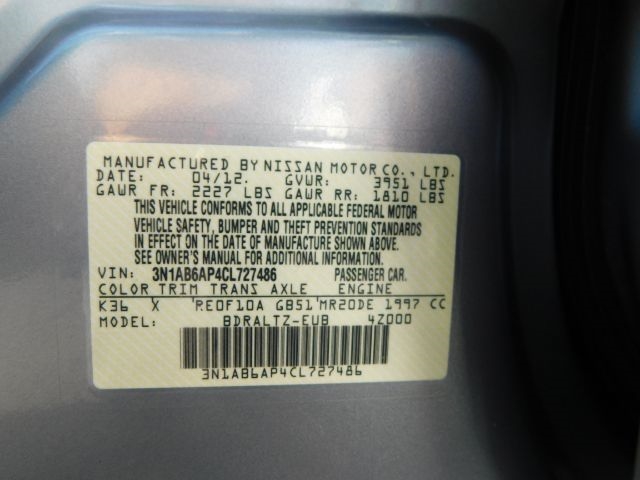 MANUFACTURED BY NISSAN MOTOR CO., LTD.
DATE: 04/12. GVWR: 3951 LBS
GAWR FR: 2227 LBS GAWR RR: 1810 LBS
THIS VEHICLE CONFORMS TO ALL APPLICABLE FEDERAL MOTOR
VEHICLE SAFETY, BUMPER AND THEFT PREVENTION STANDARDS
IN EFFECT ON THE DATE OF MANUFACTURE SHOWN ABOVE.
SEE OWNER'S MANUAL FOR ADDITIONAL INFORMATION.
VIN: 3N1AB6AP4CL727486 PASSENGER CAR.
COLOR TRIM TRANS AXLE ENGINE
K36 X 'REOF10A GB51'MR20DE 1997 CC
MODEL: BDRALTZ-EUB 4Z000
3N1AB6AP4CL727486